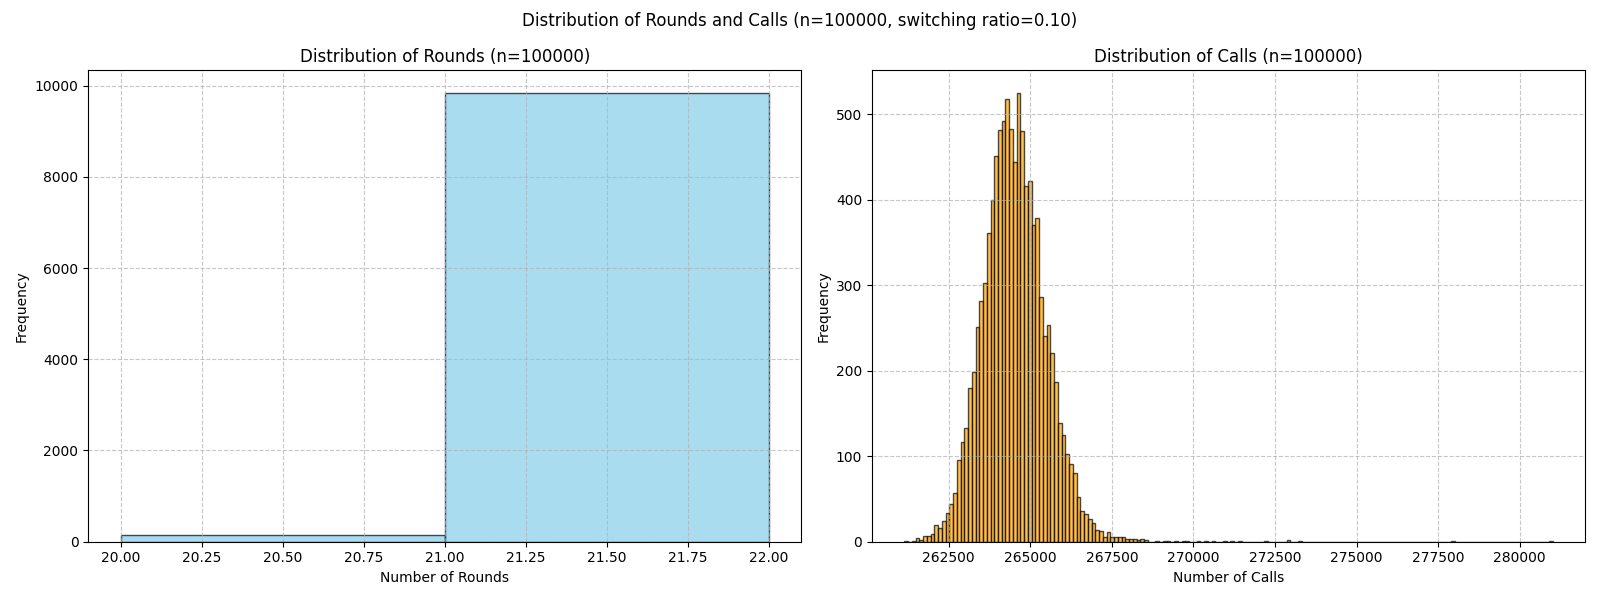 Distribution of Rounds and Calls (n=100000, switching ratio=0.10)
Distribution of Rounds (n=100000)
10000
8000
6000
4000
2000
0
Frequency
20.00 20.25 20.50 20.75 21.00 21.25 21.50 21.75 22.00
Number of Rounds
Distribution of Calls (n=100000)
500
400
300
200
100
0
Frequency
262500 265000 267500 270000 272500 275000 277500 280000
Number of Calls